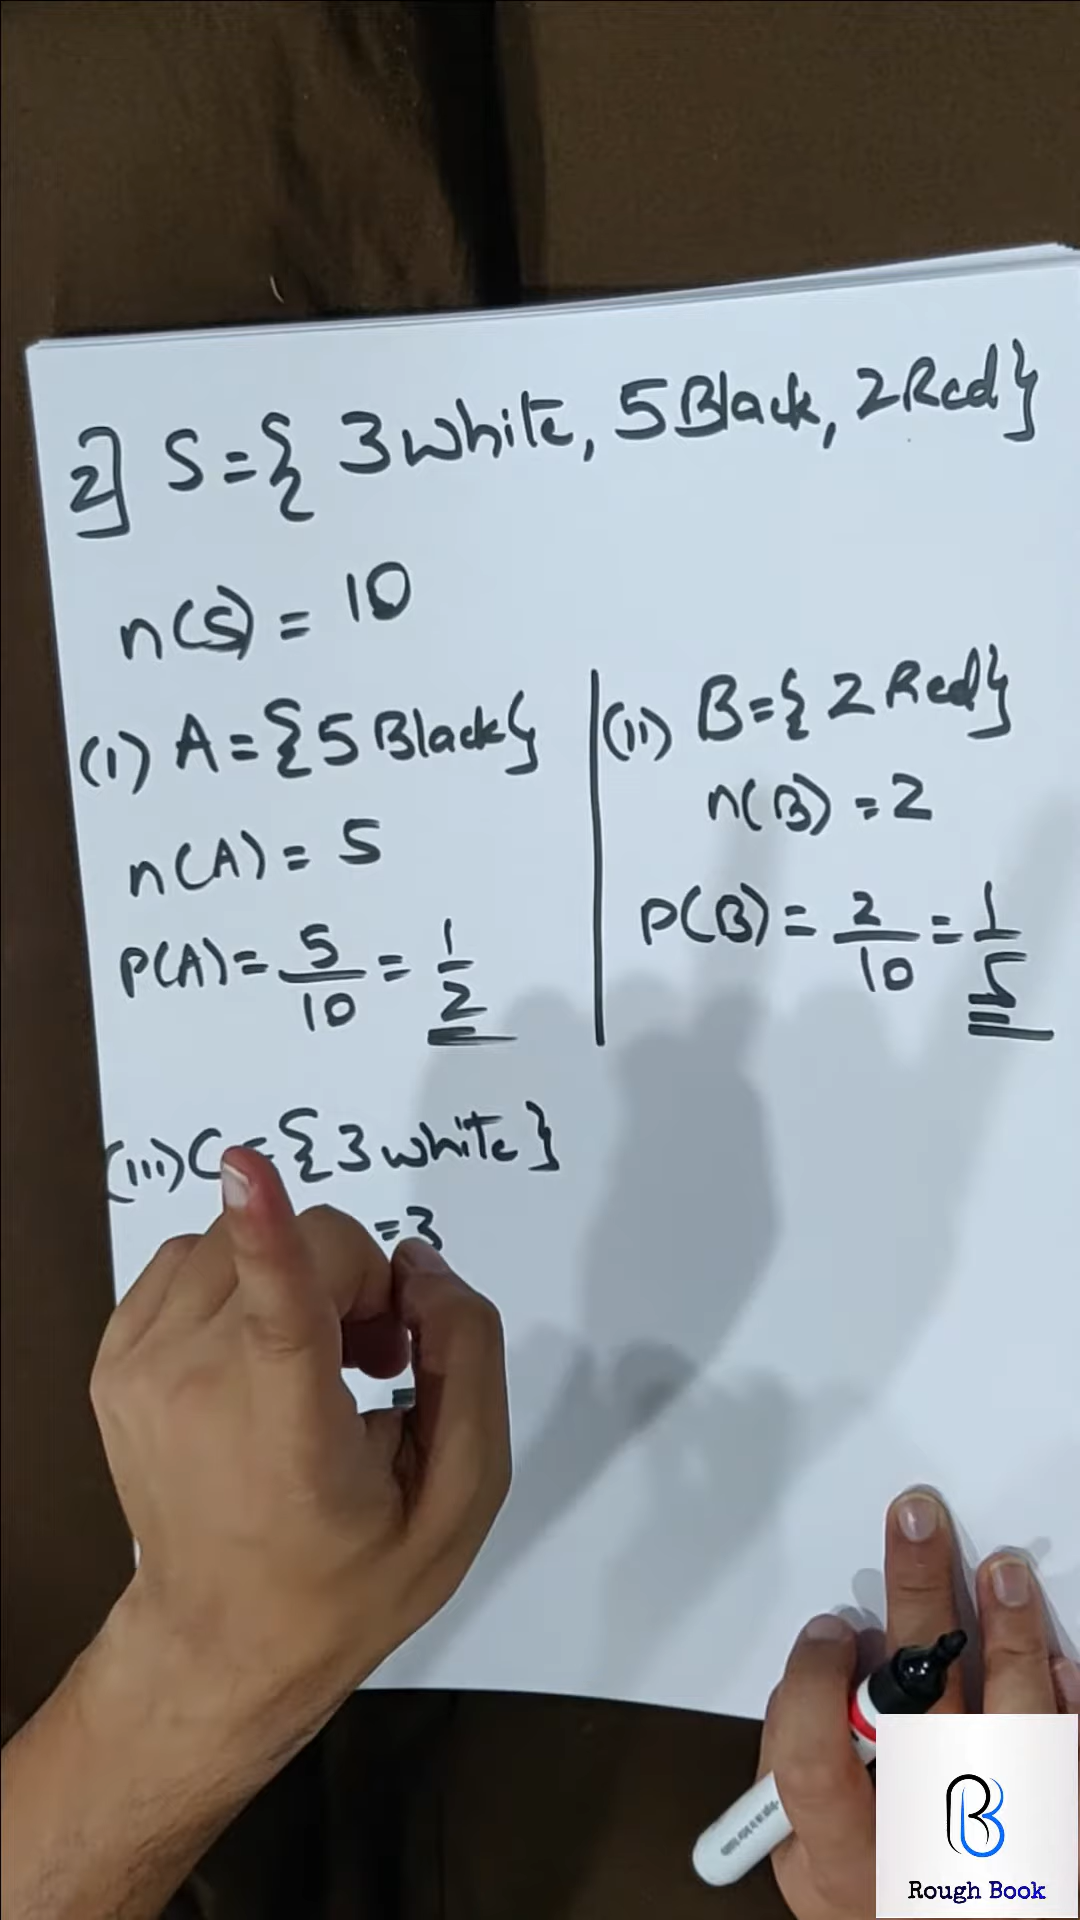 2] S = { 3 white, 5 Black, 2 Red }
n(S) = 10
(i) A = { 5 Black }
n(A) = 5
P(A) = 5/10 = 1/2
(ii) B = { 2 Red }
n(B) = 2
P(B) = 2/10 = 1/5
(iii) C = { 3 white }
= 3
B
Rough Book